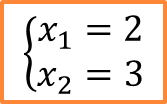 x₁ = 2
x₂ = 3